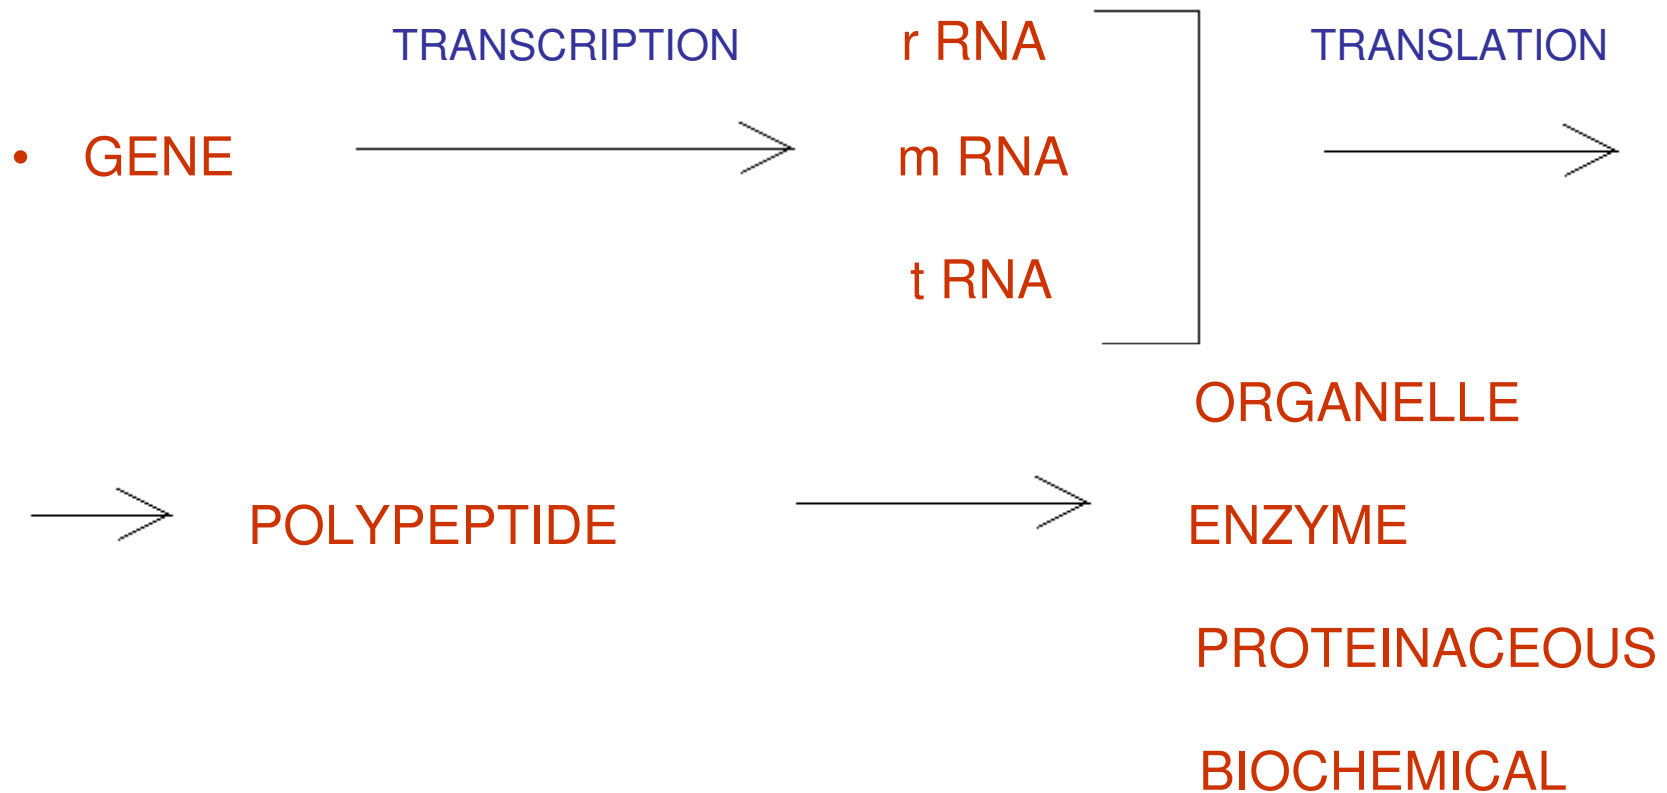 TRANSCRIPTION r RNA TRANSLATION
• GENE m RNA
t RNA
ORGANELLE
POLYPEPTIDE ENZYME
PROTEINACEOUS
BIOCHEMICAL